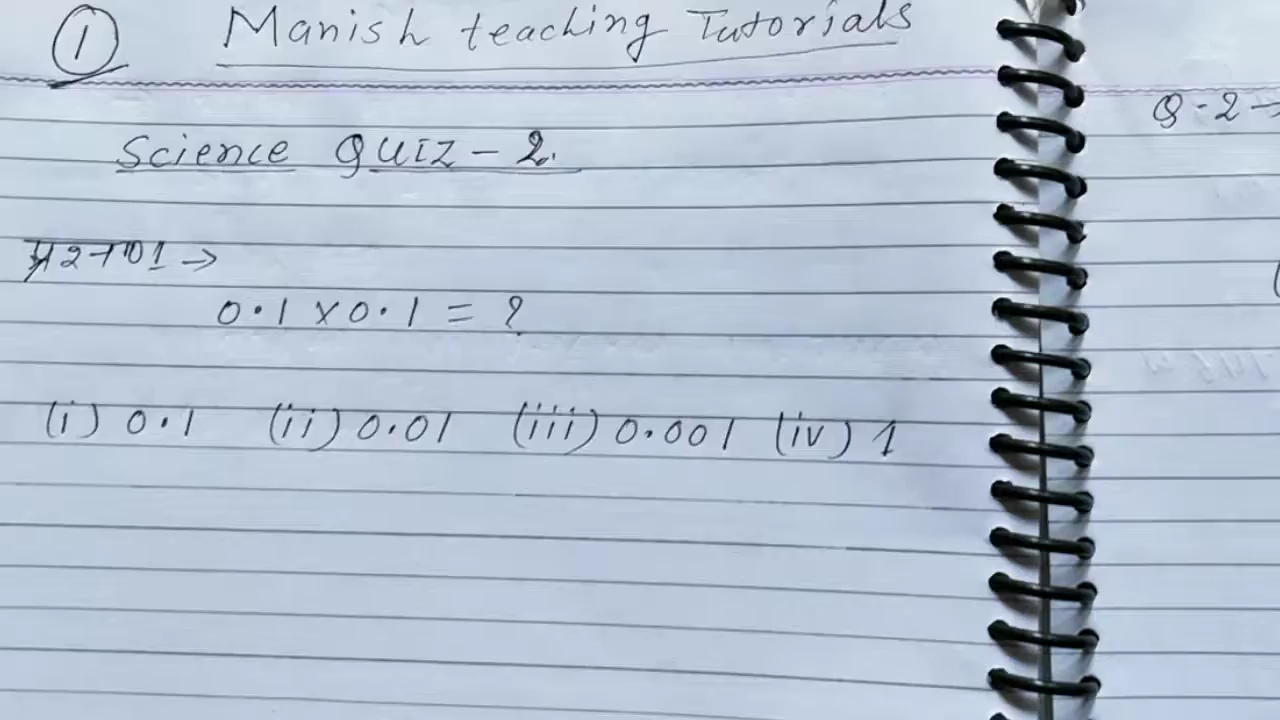 ① Manish teaching Tutorials
Science QUIZ - 2.
प्रश्न 01 →
0.1 x 0.1 = ?
(i) 0.1 (ii) 0.01 (iii) 0.001 (iv) 1
Q-2→